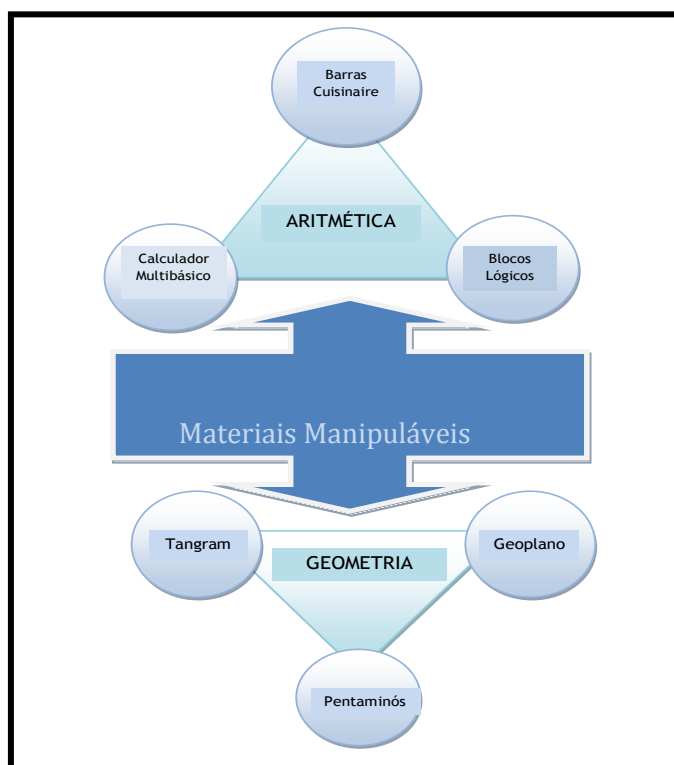 Barras
Cuisinaire
ARITMÉTICA
Calculador
Multibásico
Blocos
Lógicos
Materiais Manipuláveis
Tangram
Geoplano
GEOMETRIA
Pentaminós